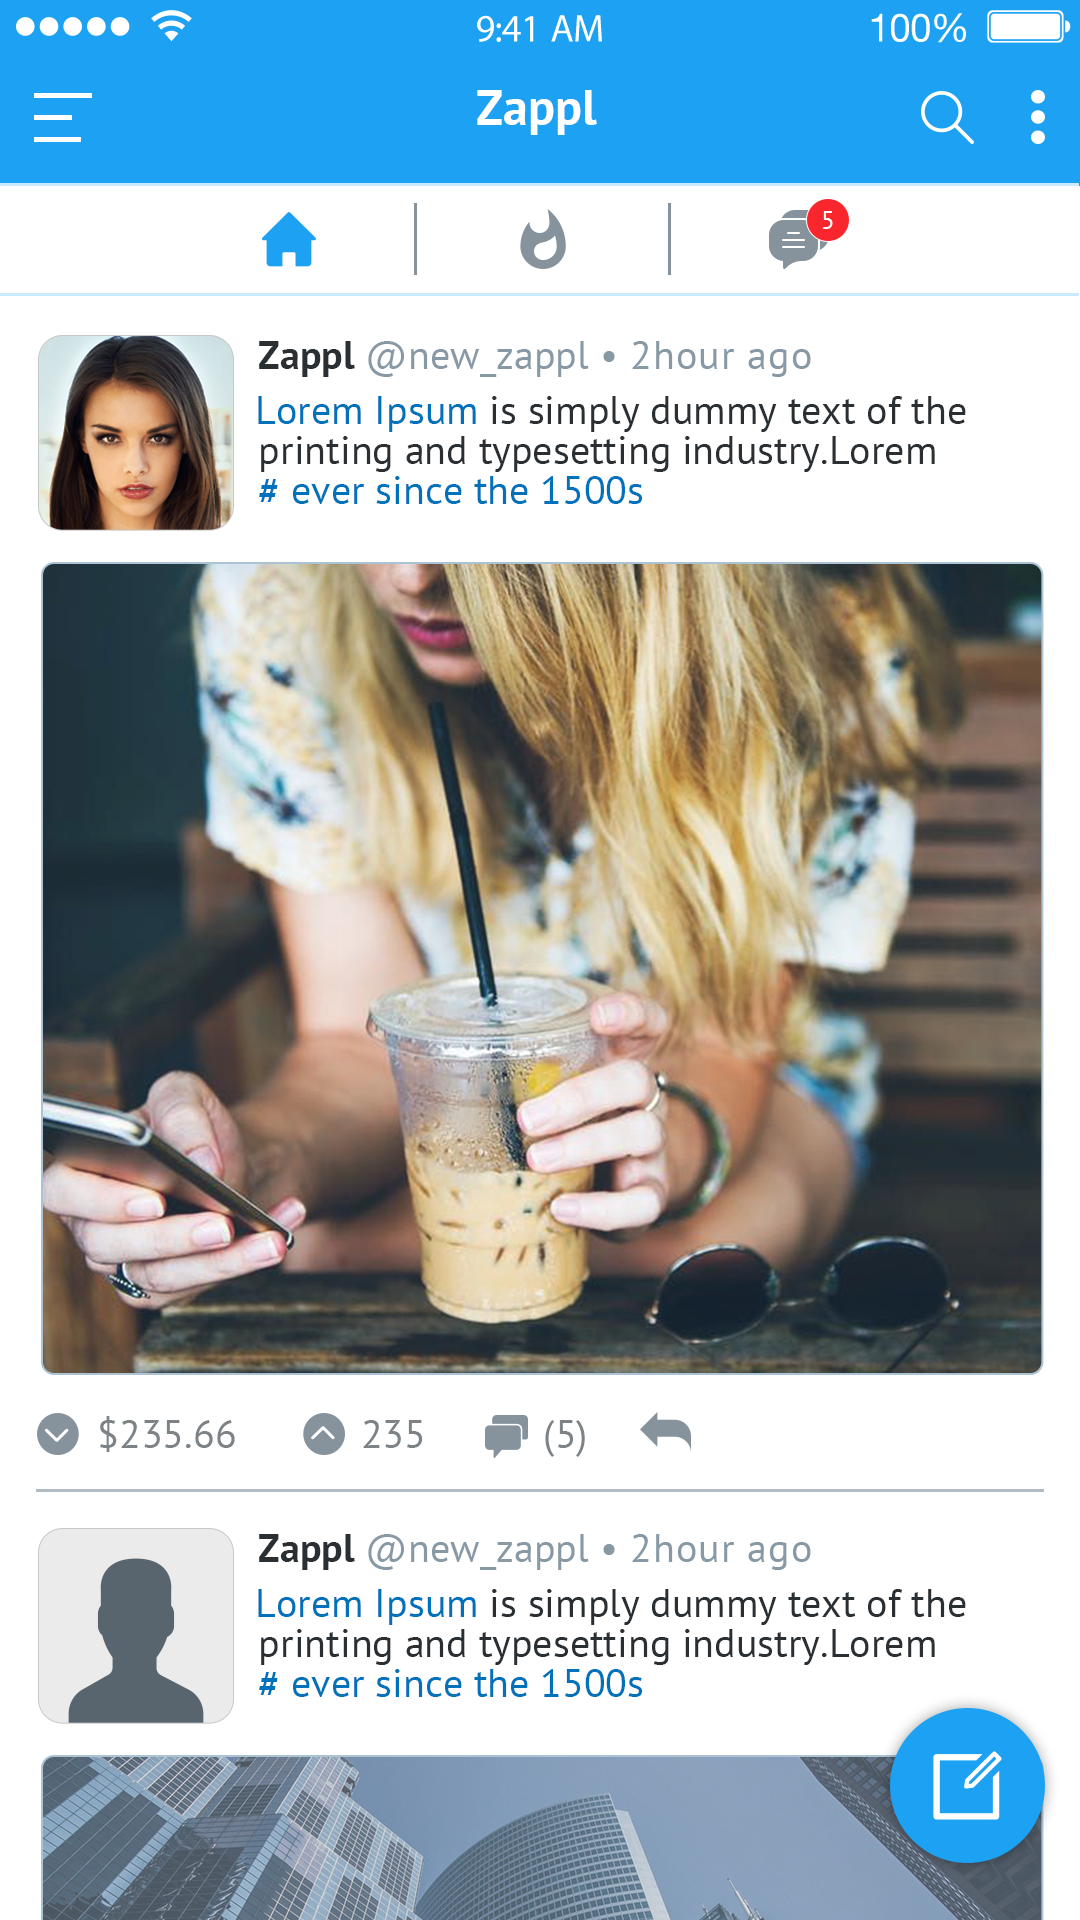 9:41 AM
100%
Zappl
5
Zappl @new_zappl • 2hour ago
Lorem Ipsum is simply dummy text of the
printing and typesetting industry.Lorem
# ever since the 1500s
$235.66
235
(5)
Zappl @new_zappl • 2hour ago
Lorem Ipsum is simply dummy text of the
printing and typesetting industry.Lorem
# ever since the 1500s